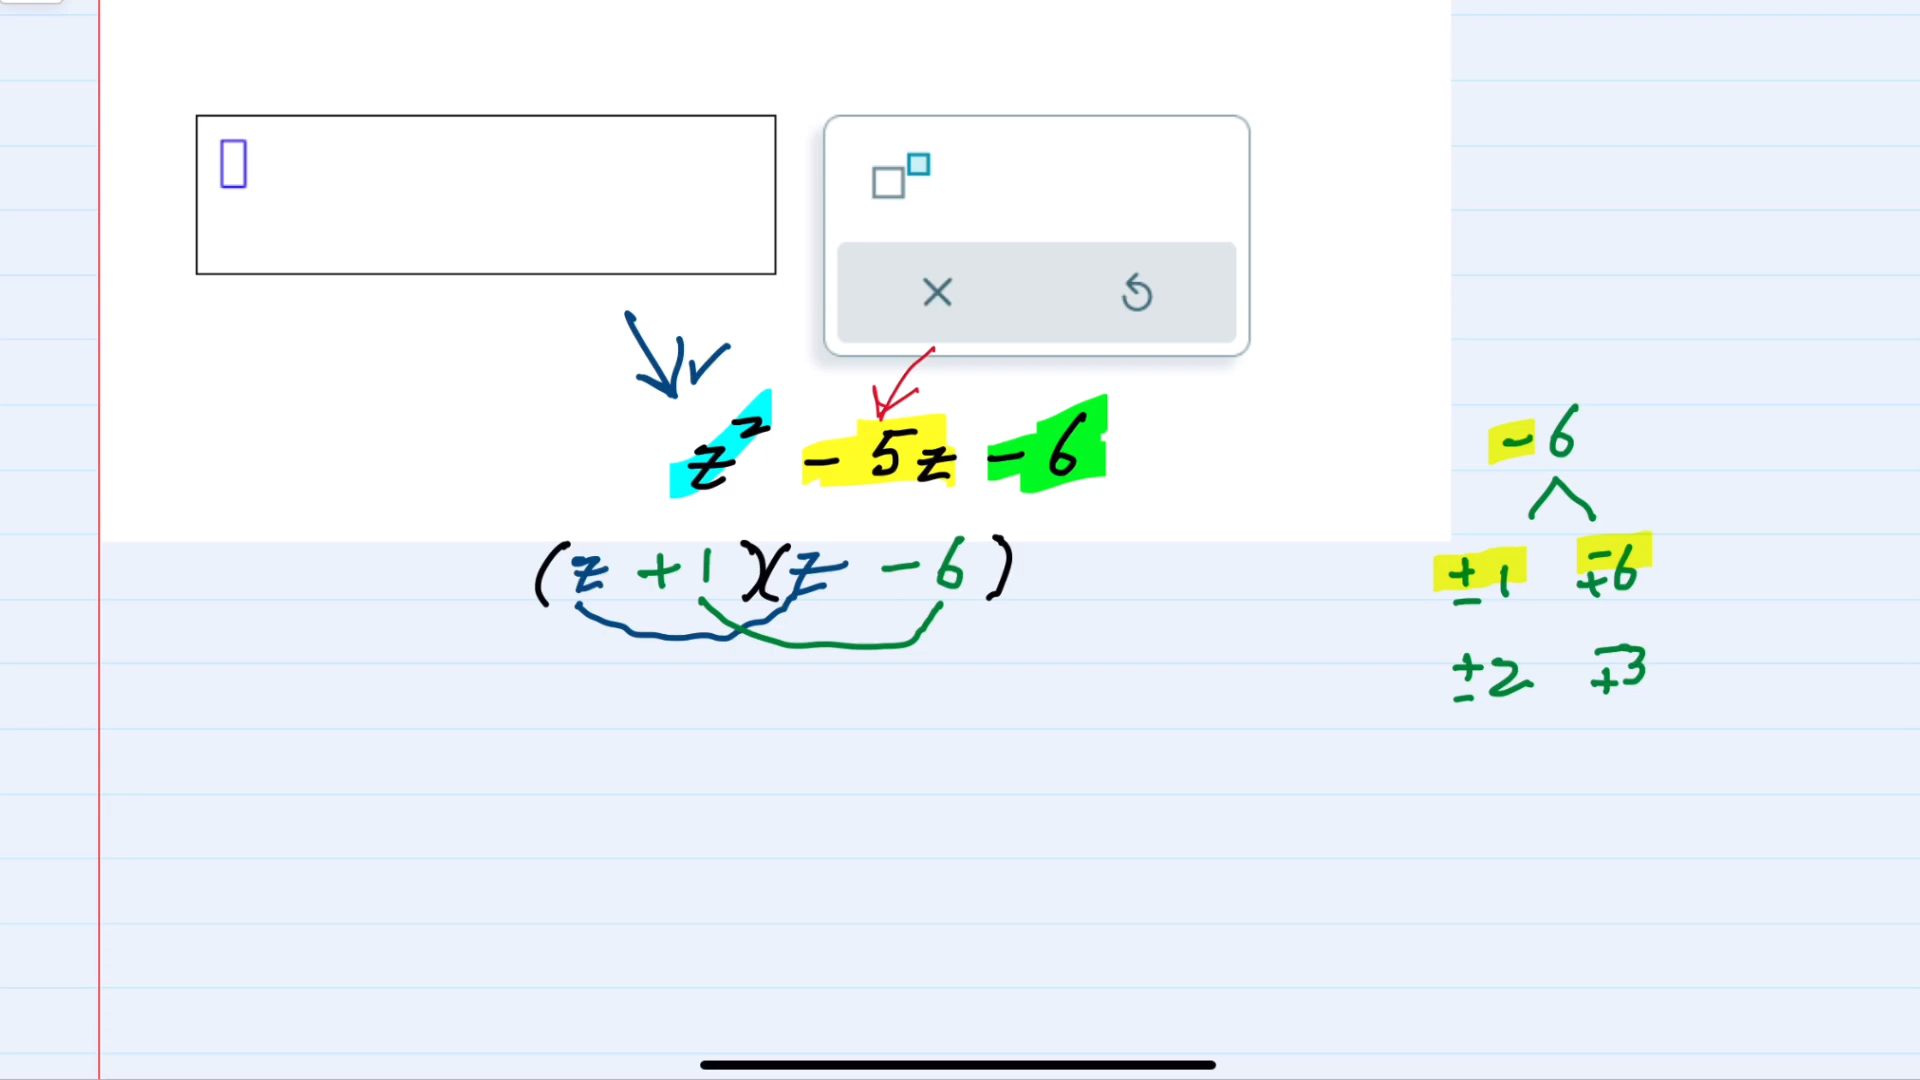 z² - 5z - 6
(z + 1)(z - 6)
- 6
± 1 ∓ 6
± 2 ∓ 3